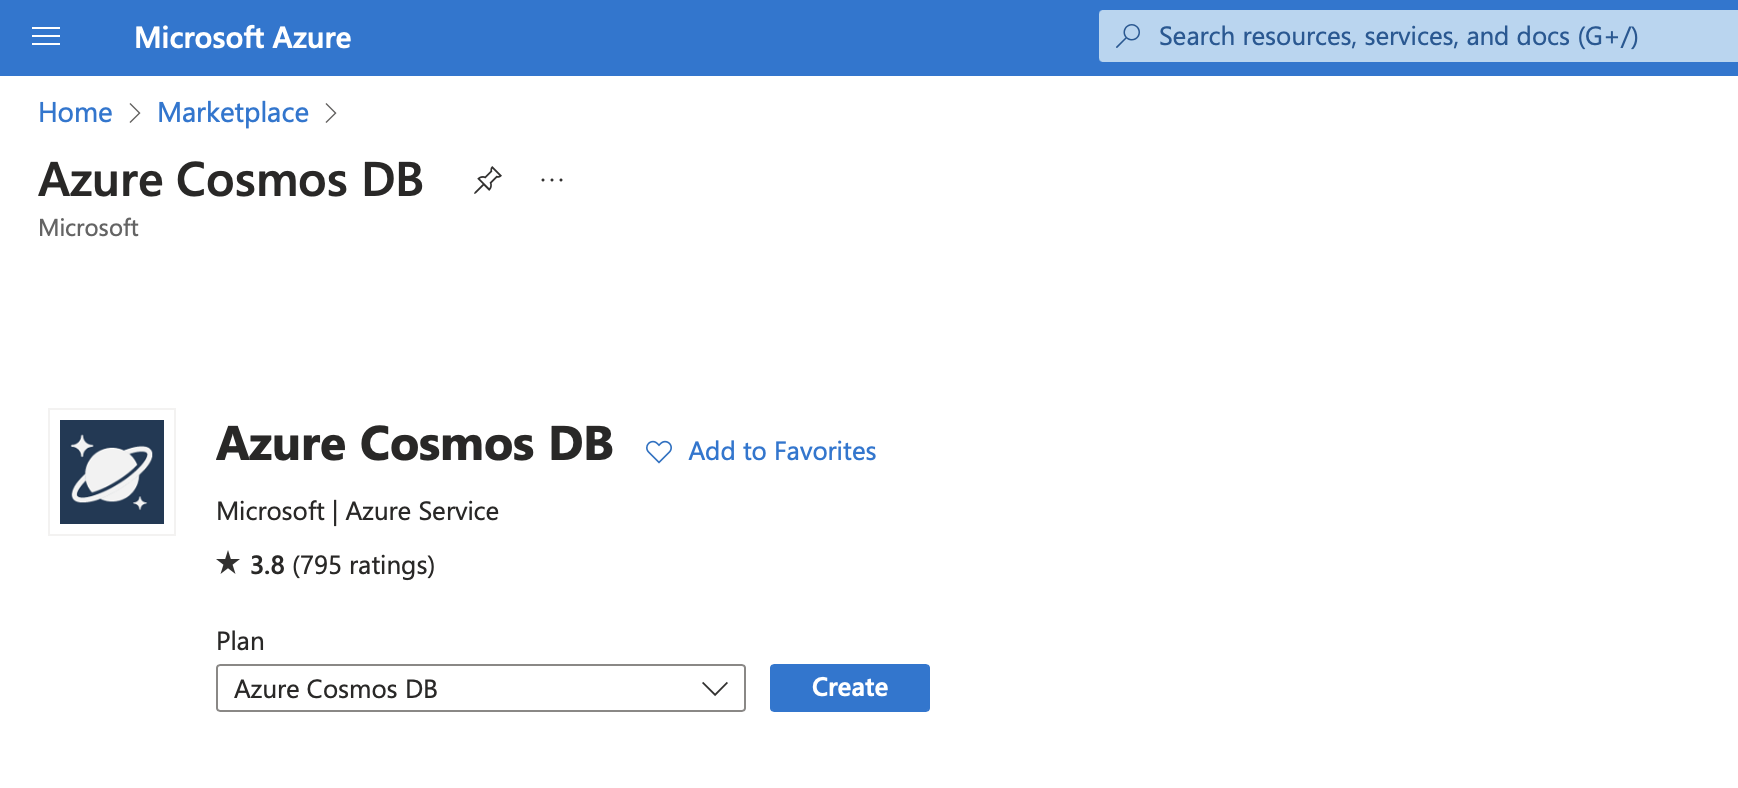 Microsoft Azure
Search resources, services, and docs (G+/)
Home > Marketplace >
Azure Cosmos DB ...
Microsoft
Azure Cosmos DB
Add to Favorites
Microsoft | Azure Service
★ 3.8 (795 ratings)
Plan
Azure Cosmos DB
Create